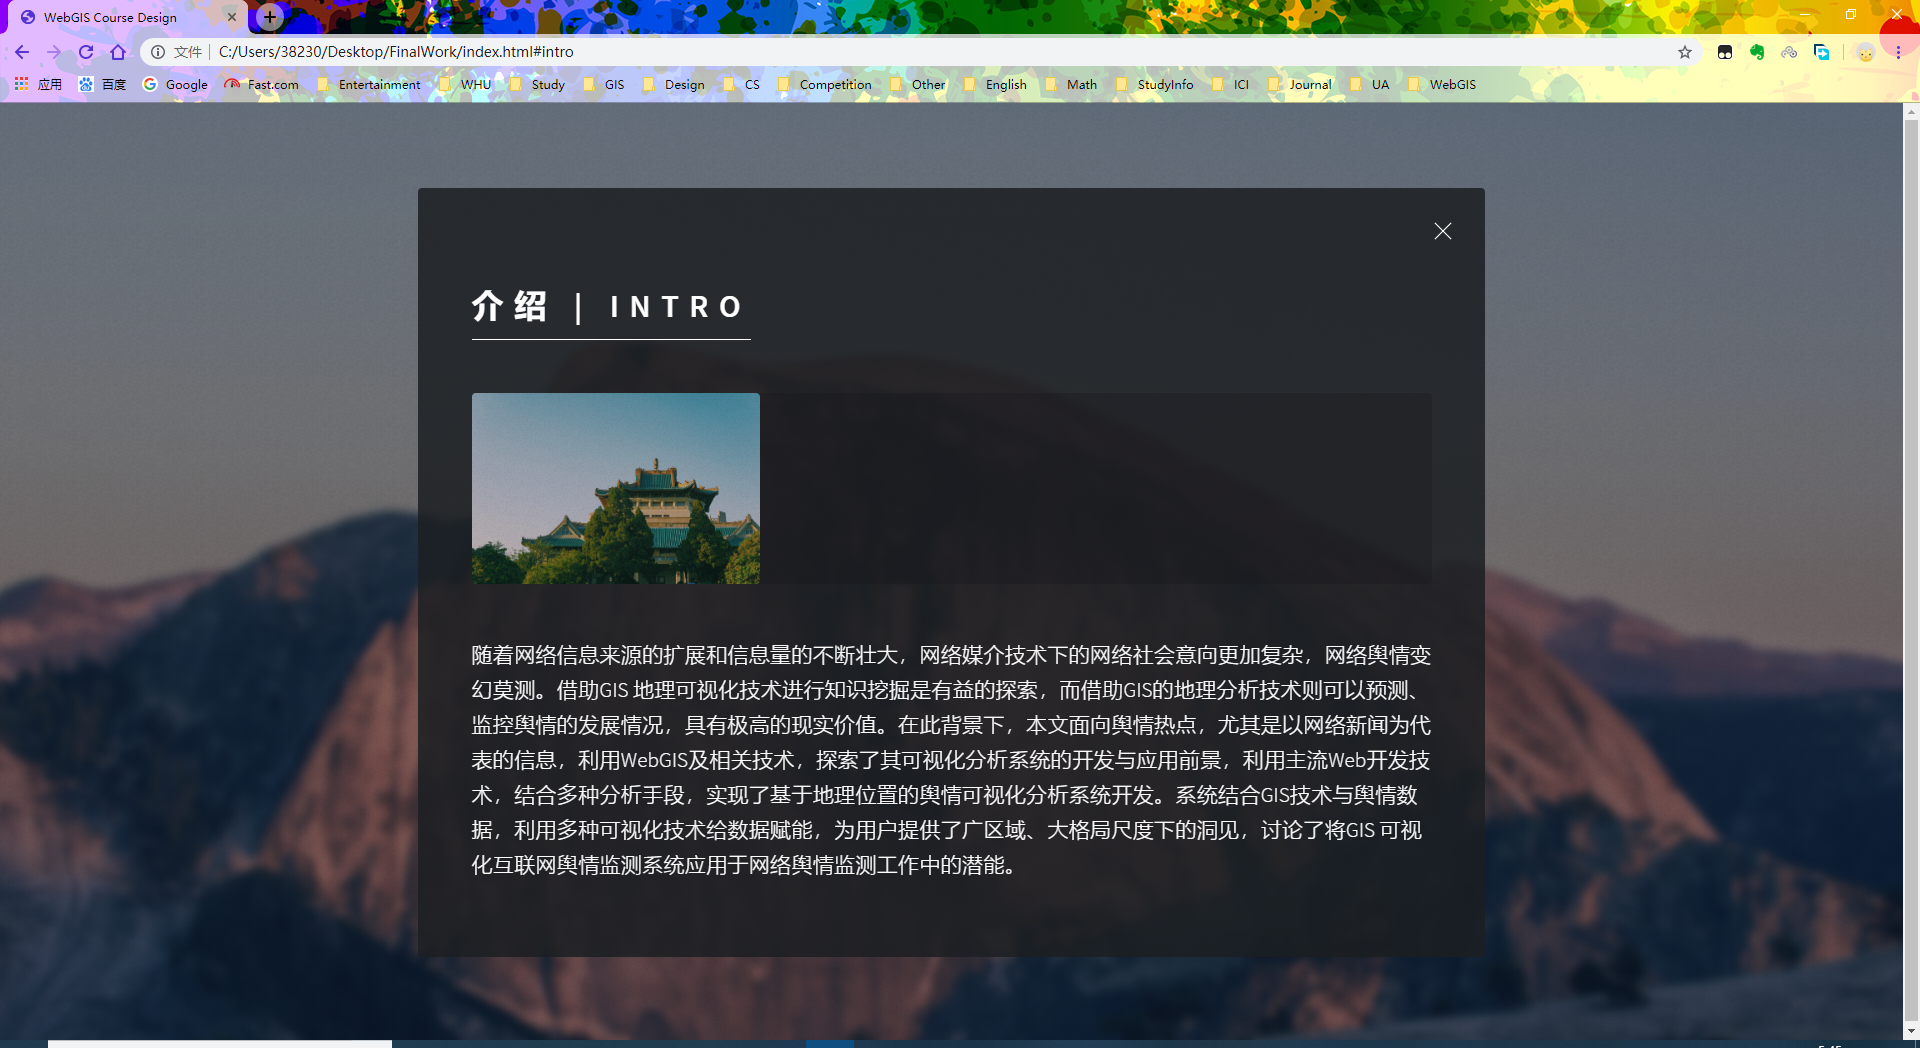 WebGIS Course Design
文件 C:/Users/38230/Desktop/FinalWork/index.html#intro
应用 百度 Google Fast.com Entertainment WHU Study GIS Design CS Competition Other English Math StudyInfo ICI Journal UA WebGIS
介绍 | INTRO
随着网络信息来源的扩展和信息量的不断壮大，网络媒介技术下的网络社会意向更加复杂，网络舆情变
幻莫测。借助GIS 地理可视化技术进行知识挖掘是有益的探索，而借助GIS的地理分析技术则可以预测、
监控舆情的发展情况，具有极高的现实价值。在此背景下，本文面向舆情热点，尤其是以网络新闻为代
表的信息，利用WebGIS及相关技术，探索了其可视化分析系统的开发与应用前景，利用主流Web开发技
术，结合多种分析手段，实现了基于地理位置的舆情可视化分析系统开发。系统结合GIS技术与舆情数
据，利用多种可视化技术给数据赋能，为用户提供了广区域、大格局尺度下的洞见，讨论了将GIS 可视
化互联网舆情监测系统应用于网络舆情监测工作中的潜能。